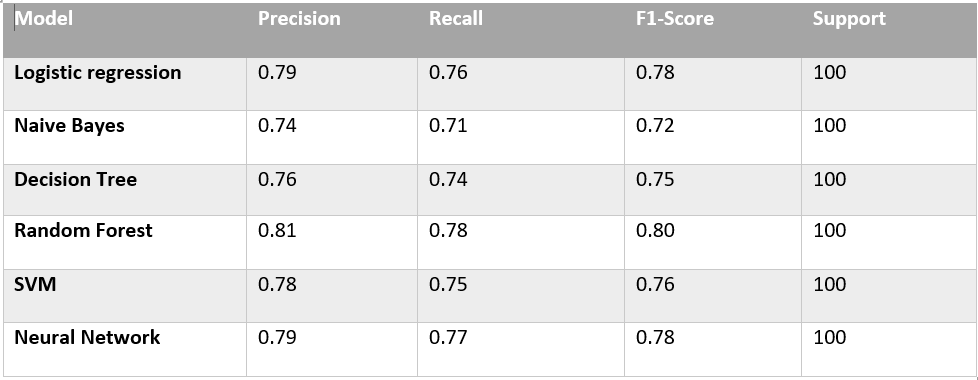 Model Precision Recall F1-Score Support
Logistic regression 0.79 0.76 0.78 100
Naive Bayes 0.74 0.71 0.72 100
Decision Tree 0.76 0.74 0.75 100
Random Forest 0.81 0.78 0.80 100
SVM 0.78 0.75 0.76 100
Neural Network 0.79 0.77 0.78 100